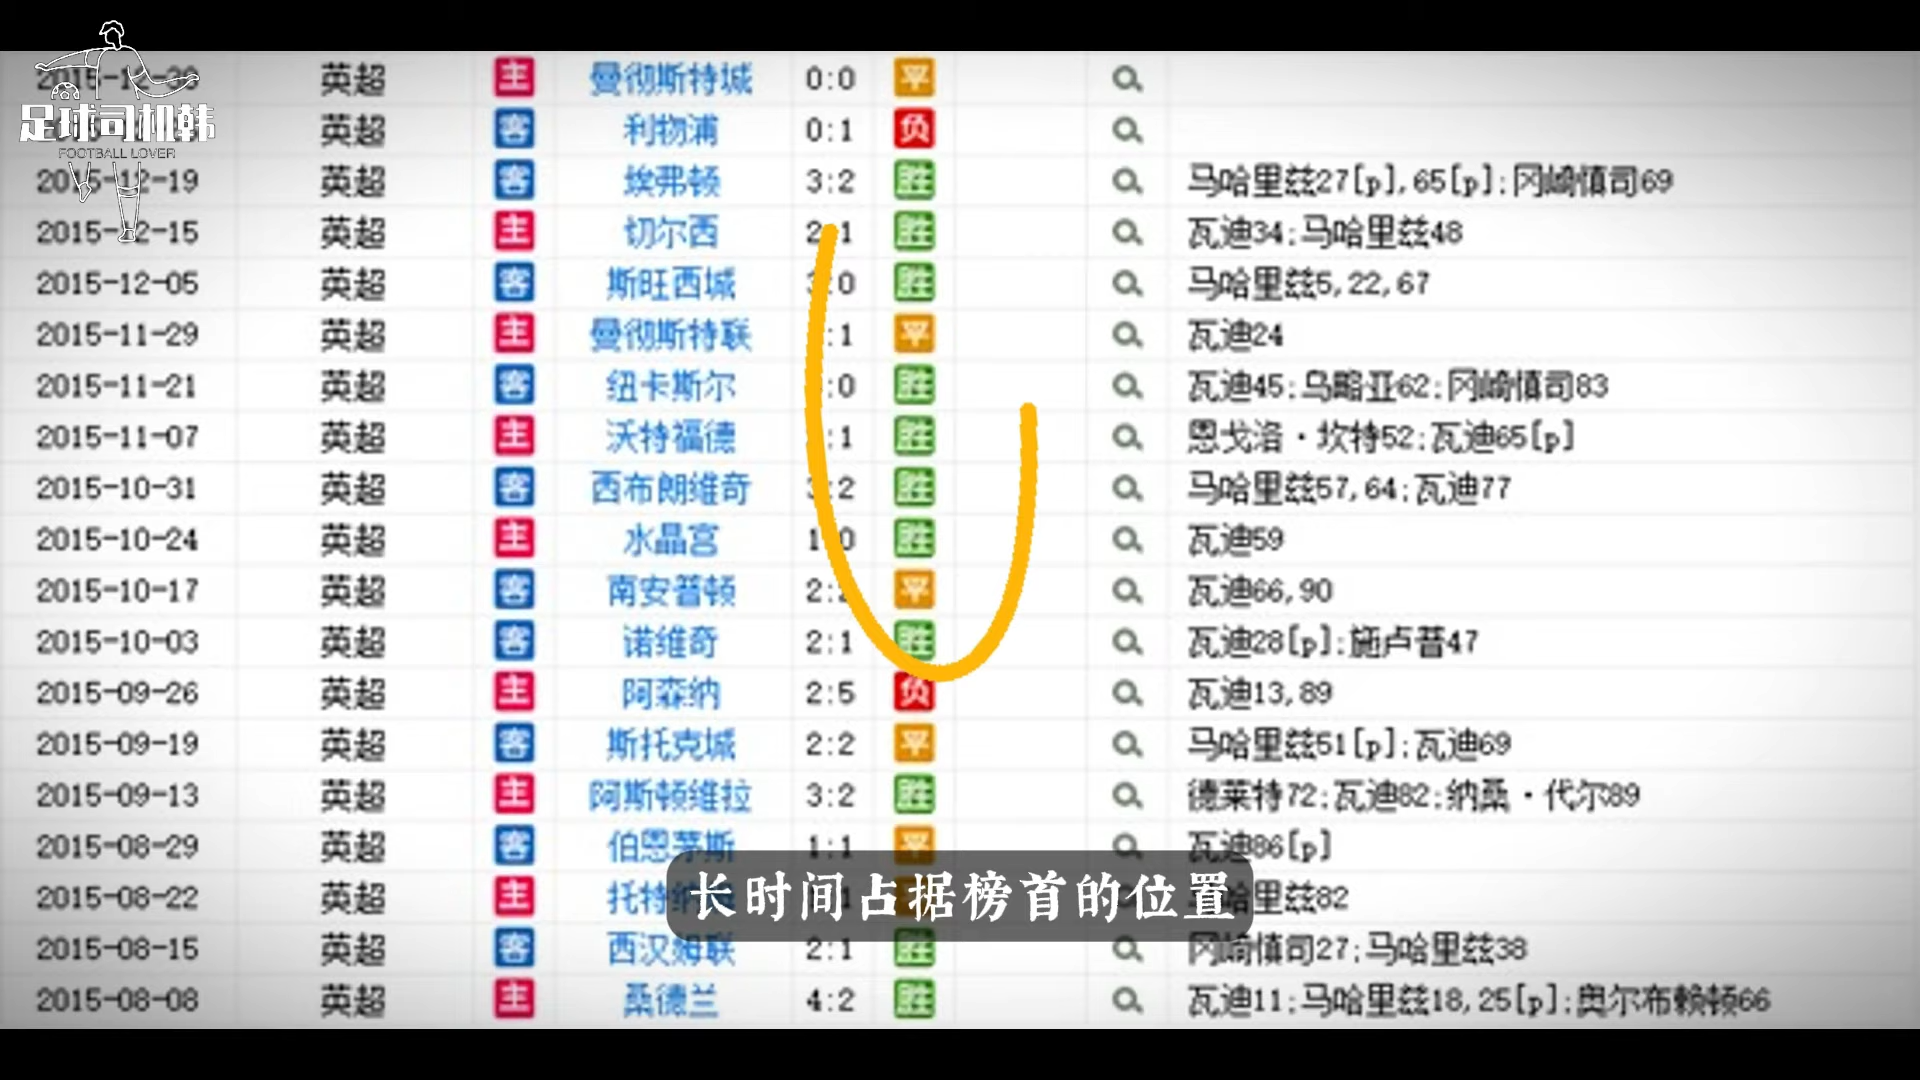 足球司机韩
FOOTBALL LOVER
英超 主 曼彻斯特城 0:0 平
英超 客 利物浦 0:1 负
2015-12-19 英超 客 埃弗顿 3:2 胜 马哈里兹27[p],65[p];冈崎慎司69
2015-12-15 英超 主 切尔西 2:1 胜 瓦迪34;马哈里兹48
2015-12-05 英超 客 斯旺西城 3:0 胜 马哈里兹5,22,67
2015-11-29 英超 主 曼彻斯特联 :1 平 瓦迪24
2015-11-21 英超 客 纽卡斯尔 :0 胜 瓦迪45;乌略亚62;冈崎慎司83
2015-11-07 英超 主 沃特福德 :1 胜 恩戈洛·坎特52;瓦迪65[p]
2015-10-31 英超 客 西布朗维奇 3:2 胜 马哈里兹57,64;瓦迪77
2015-10-24 英超 主 水晶宫 1:0 胜 瓦迪59
2015-10-17 英超 客 南安普顿 2:2 平 瓦迪66,90
2015-10-03 英超 客 诺维奇 2:1 胜 瓦迪28[p];施卢普47
2015-09-26 英超 主 阿森纳 2:5 负 瓦迪13,89
2015-09-19 英超 客 斯托克城 2:2 平 马哈里兹51[p];瓦迪69
2015-09-13 英超 主 阿斯顿维拉 3:2 胜 德莱特72;瓦迪82;纳桑·代尔89
2015-08-29 英超 客 伯恩茅斯 1:1 平 瓦迪86[p]
2015-08-22 英超 主 托特 里兹82
长时间占据榜首的位置
2015-08-15 英超 客 西汉姆联 2:1 胜 冈崎慎司27;马哈里兹38
2015-08-08 英超 主 桑德兰 4:2 胜 瓦迪11;马哈里兹18,25[p];奥尔布赖顿66